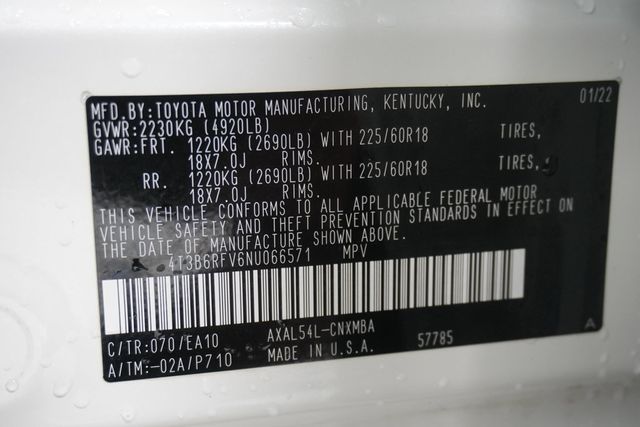 MFD.BY:TOYOTA MOTOR MANUFACTURING, KENTUCKY, INC. 01/22
GVWR:2230KG (4920LB)
GAWR:FRT. 1220KG (2690LB) WITH 225/60R18 TIRES,
18X7.0J RIMS.
RR. 1220KG (2690LB) WITH 225/60R18 TIRES,
18X7.0J RIMS.
THIS VEHICLE CONFORMS TO ALL APPLICABLE FEDERAL MOTOR
VEHICLE SAFETY AND THEFT PREVENTION STANDARDS IN EFFECT ON
THE DATE OF MANUFACTURE SHOWN ABOVE.
4T3B6RFV6NU066571 MPV
C/TR:070/EA10 AXAL54L-CNXMBA 57785 A
A/TM:-02A/P710 MADE IN U.S.A.